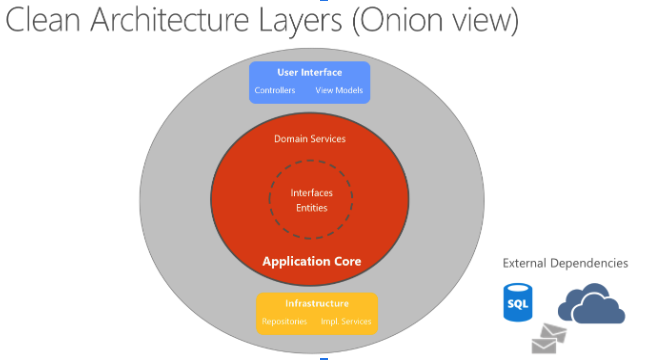 Clean Architecture Layers (Onion view)
User Interface
Controllers View Models
Domain Services
Interfaces
Entities
Application Core
Infrastructure
Repositories Impl. Services
External Dependencies
SQL